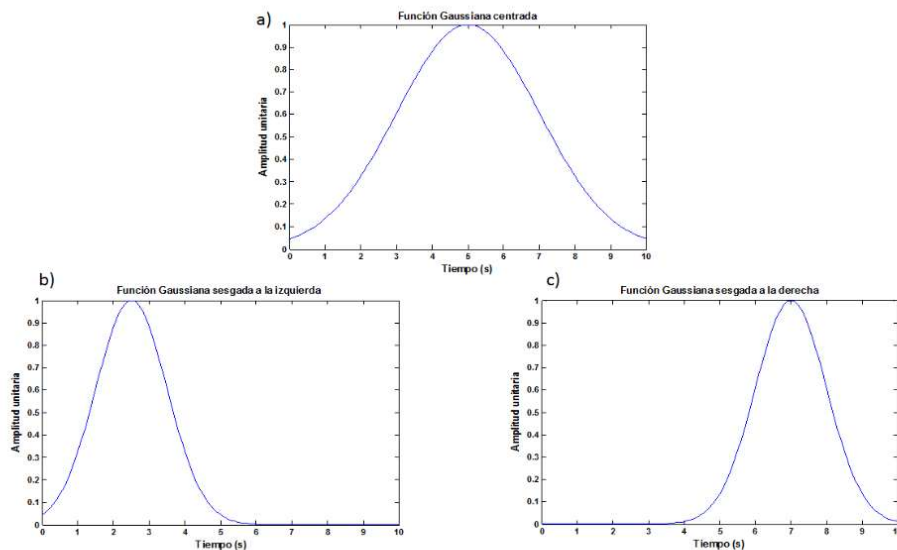 a)
Función Gaussiana centrada
Amplitud unitaria
1
0.9
0.8
0.7
0.6
0.5
0.4
0.3
0.2
0.1
0
0 1 2 3 4 5 6 7 8 9 10
Tiempo (s)
b)
Función Gaussiana sesgada a la izquierda
Amplitud unitaria
1
0.9
0.8
0.7
0.6
0.5
0.4
0.3
0.2
0.1
0
0 1 2 3 4 5 6 7 8 9 10
Tiempo (s)
c)
Función Gaussiana sesgada a la derecha
Amplitud unitaria
1
0.9
0.8
0.7
0.6
0.5
0.4
0.3
0.2
0.1
0
0 1 2 3 4 5 6 7 8 9 10
Tiempo (s)